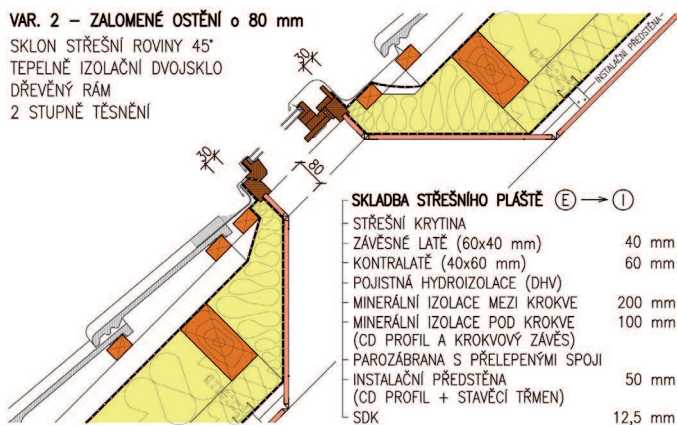 VAR. 2 – ZALOMENÉ OSTĚNÍ o 80 mm
SKLON STŘEŠNÍ ROVINY 45°
TEPELNĚ IZOLAČNÍ DVOJSKLO
DŘEVĚNÝ RÁM
2 STUPNĚ TĚSNĚNÍ
30
INSTALAČNÍ PŘEDSTĚNA
30
80
SKLADBA STŘEŠNÍHO PLÁŠTĚ E → I
STŘEŠNÍ KRYTINA
ZÁVĚSNÉ LATĚ (60x40 mm) 40 mm
KONTRALATĚ (40x60 mm) 60 mm
POJISTNÁ HYDROIZOLACE (DHV)
MINERÁLNÍ IZOLACE MEZI KROKVE 200 mm
MINERÁLNÍ IZOLACE POD KROKVE 100 mm
(CD PROFIL A KROKVOVÝ ZÁVĚS)
PAROZÁBRANA S PŘELEPENÝMI SPOJI
INSTALAČNÍ PŘEDSTĚNA 50 mm
(CD PROFIL + STAVĚCÍ TŘMEN)
SDK 12,5 mm